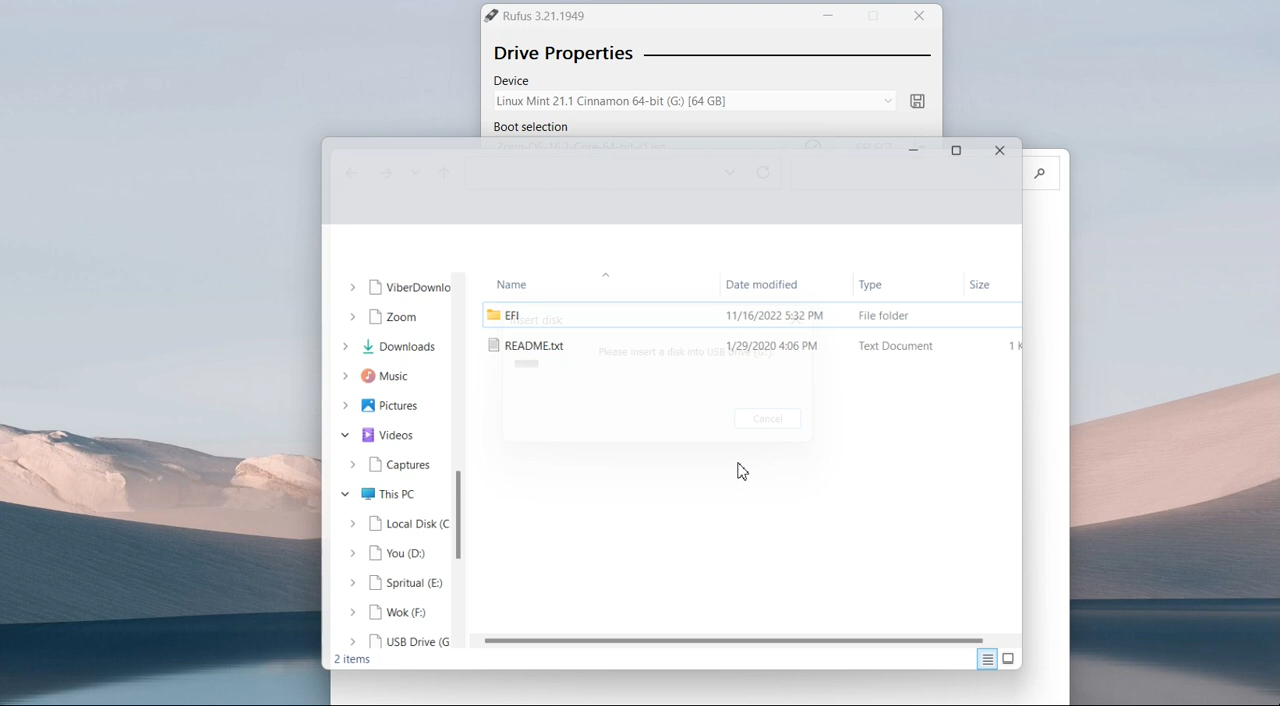 Rufus 3.21.1949
Drive Properties
Device
Linux Mint 21.1 Cinnamon 64-bit (G:) [64 GB]
Boot selection
Name
Date modified
Type
Size
EFI
11/16/2022 5:32 PM
File folder
Insert disk
README.txt
1/29/2020 4:06 PM
Text Document
1 K
Please insert a disk into USB Drive (G:).
Cancel
ViberDownlo
Zoom
Downloads
Music
Pictures
Videos
Captures
This PC
Local Disk (C
You (D:)
Spritual (E:)
Wok (F:)
USB Drive (G
2 items